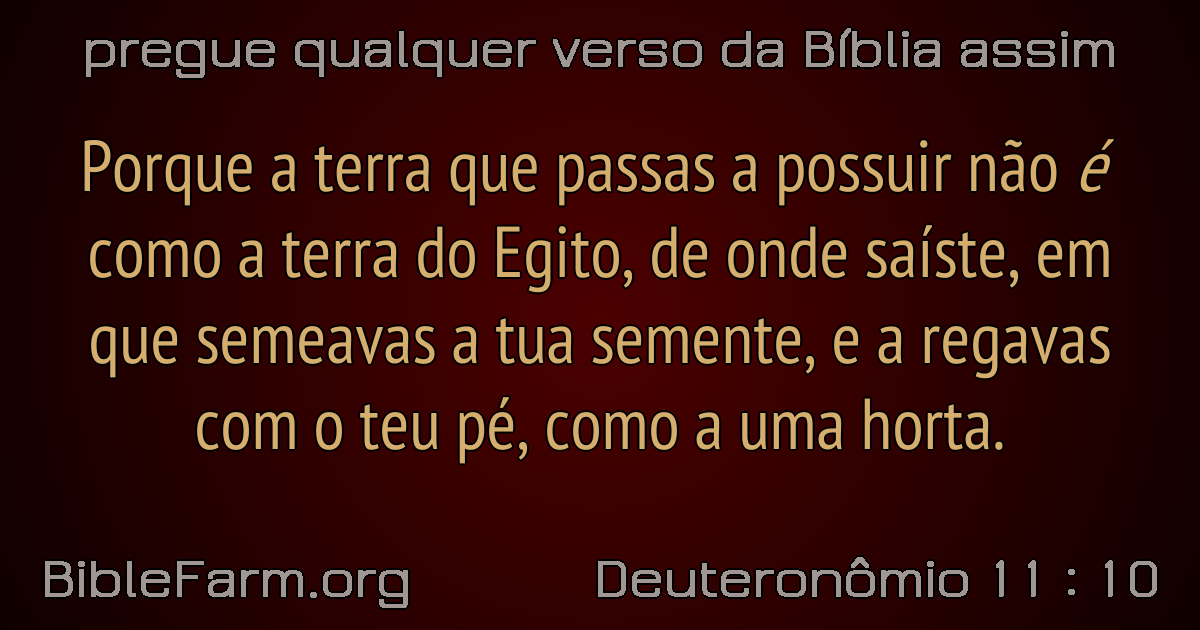 pregue qualquer verso da Bíblia assim
Porque a terra que passas a possuir não é
como a terra do Egito, de onde saíste, em
que semeavas a tua semente, e a regavas
com o teu pé, como a uma horta.
BibleFarm.org
Deuteronômio 11 : 10